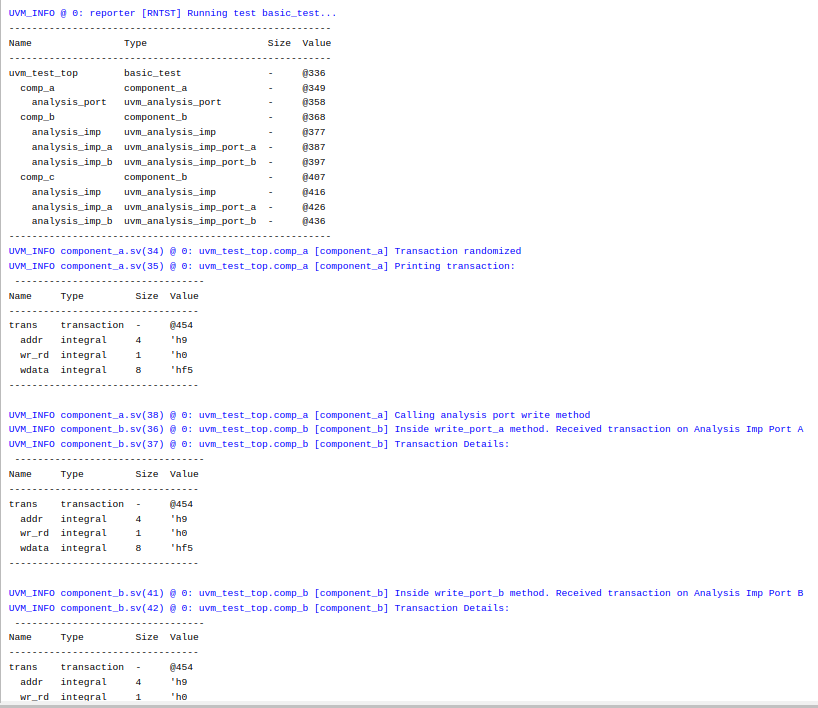 UVM_INFO @ 0: reporter [RNTST] Running test basic_test...
--------------------------------------------------------
Name                Type                     Size  Value
--------------------------------------------------------
uvm_test_top        basic_test               -     @336
  comp_a            component_a              -     @349
    analysis_port   uvm_analysis_port        -     @358
  comp_b            component_b              -     @368
    analysis_imp    uvm_analysis_imp         -     @377
    analysis_imp_a  uvm_analysis_imp_port_a  -     @387
    analysis_imp_b  uvm_analysis_imp_port_b  -     @397
  comp_c            component_b              -     @407
    analysis_imp    uvm_analysis_imp         -     @416
    analysis_imp_a  uvm_analysis_imp_port_a  -     @426
    analysis_imp_b  uvm_analysis_imp_port_b  -     @436
--------------------------------------------------------
UVM_INFO component_a.sv(34) @ 0: uvm_test_top.comp_a [component_a] Transaction randomized
UVM_INFO component_a.sv(35) @ 0: uvm_test_top.comp_a [component_a] Printing transaction:
 ---------------------------------
Name     Type         Size  Value
---------------------------------
trans    transaction  -     @454
  addr   integral     4     'h9
  wr_rd  integral     1     'h0
  wdata  integral     8     'hf5
---------------------------------
UVM_INFO component_a.sv(38) @ 0: uvm_test_top.comp_a [component_a] Calling analysis port write method
UVM_INFO component_b.sv(36) @ 0: uvm_test_top.comp_b [component_b] Inside write_port_a method. Received transaction on Analysis Imp Port A
UVM_INFO component_b.sv(37) @ 0: uvm_test_top.comp_b [component_b] Transaction Details:
 ---------------------------------
Name     Type         Size  Value
---------------------------------
trans    transaction  -     @454
  addr   integral     4     'h9
  wr_rd  integral     1     'h0
  wdata  integral     8     'hf5
---------------------------------
UVM_INFO component_b.sv(41) @ 0: uvm_test_top.comp_b [component_b] Inside write_port_b method. Received transaction on Analysis Imp Port B
UVM_INFO component_b.sv(42) @ 0: uvm_test_top.comp_b [component_b] Transaction Details:
 ---------------------------------
Name     Type         Size  Value
---------------------------------
trans    transaction  -     @454
  addr   integral     4     'h9
  wr_rd  integral     1     'h0